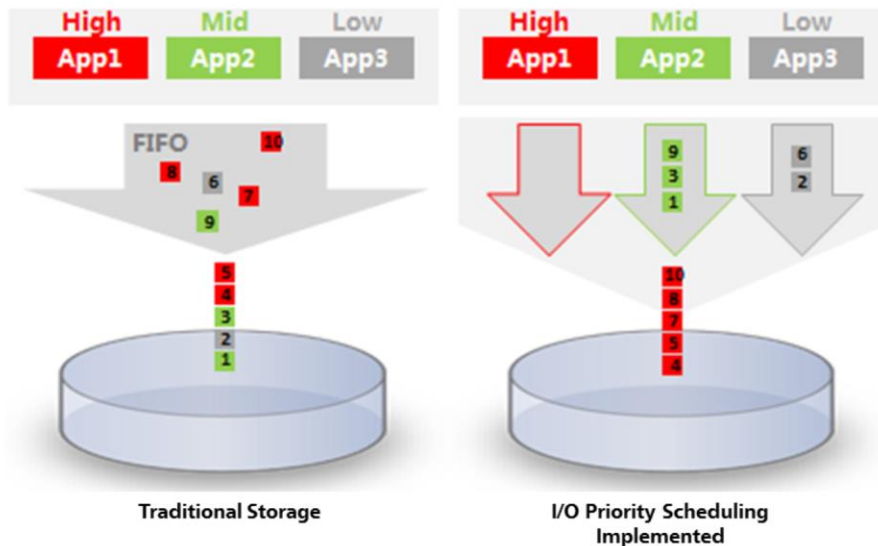 High Mid Low
App1 App2 App3
FIFO
10
8
6
7
9
5
4
3
2
1
Traditional Storage
High Mid Low
App1 App2 App3
9
3
1
6
2
10
8
7
5
4
I/O Priority Scheduling
Implemented